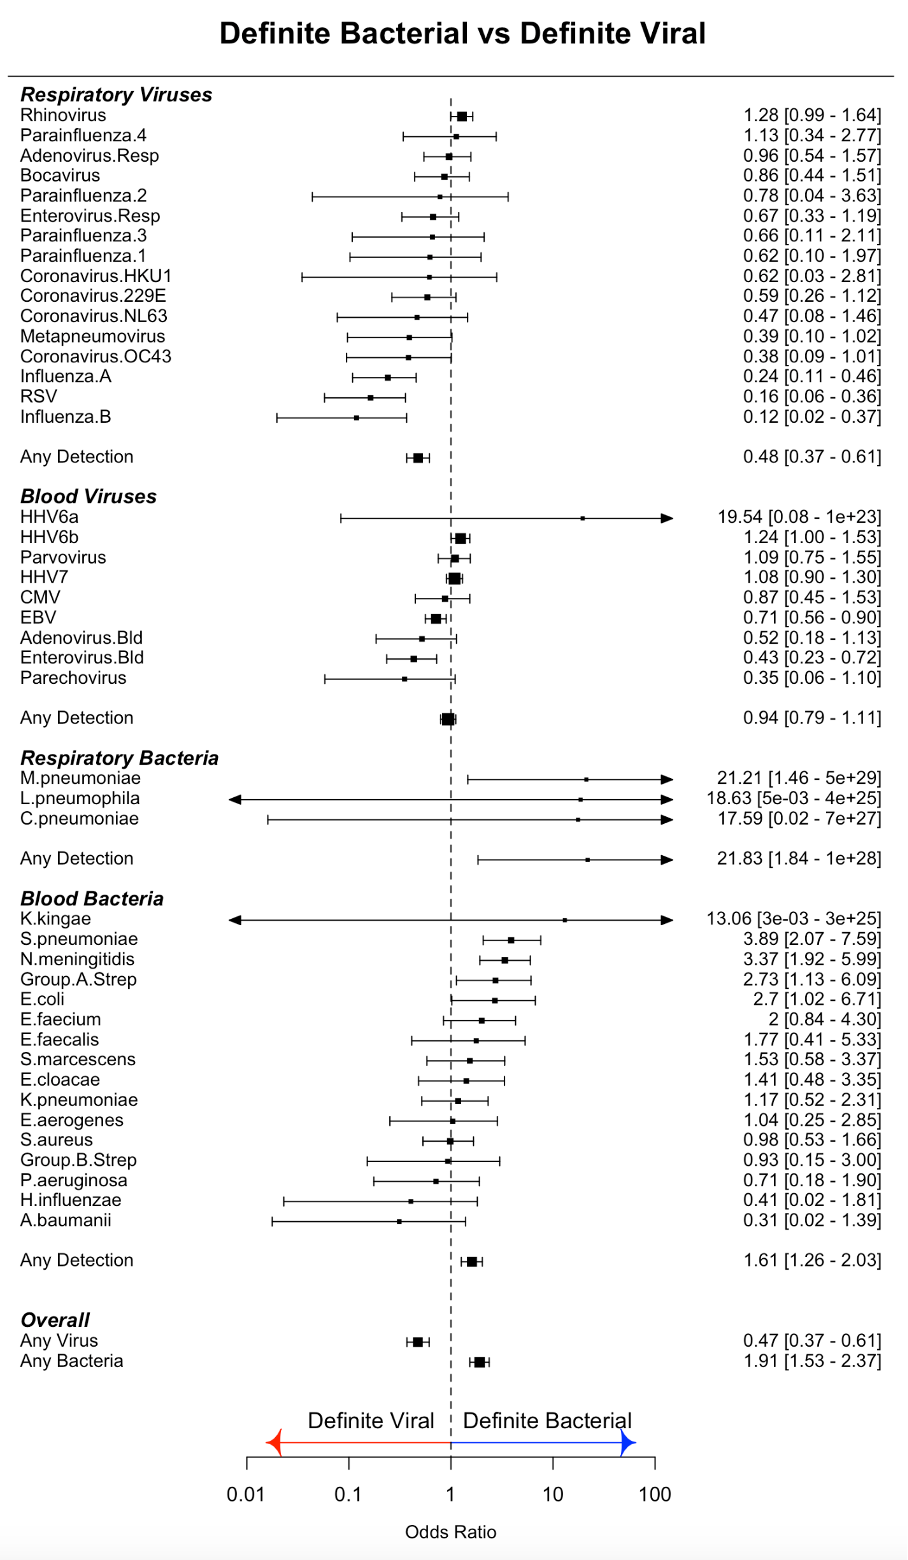 Definite Bacterial vs Definite Viral
Respiratory Viruses
Rhinovirus 1.28 [0.99 - 1.64]
Parainfluenza.4 1.13 [0.34 - 2.77]
Adenovirus.Resp 0.96 [0.54 - 1.57]
Bocavirus 0.86 [0.44 - 1.51]
Parainfluenza.2 0.78 [0.04 - 3.63]
Enterovirus.Resp 0.67 [0.33 - 1.19]
Parainfluenza.3 0.66 [0.11 - 2.11]
Parainfluenza.1 0.62 [0.10 - 1.97]
Coronavirus.HKU1 0.62 [0.03 - 2.81]
Coronavirus.229E 0.59 [0.26 - 1.12]
Coronavirus.NL63 0.47 [0.08 - 1.46]
Metapneumovirus 0.39 [0.10 - 1.02]
Coronavirus.OC43 0.38 [0.09 - 1.01]
Influenza.A 0.24 [0.11 - 0.46]
RSV 0.16 [0.06 - 0.36]
Influenza.B 0.12 [0.02 - 0.37]
Any Detection 0.48 [0.37 - 0.61]
Blood Viruses
HHV6a 19.54 [0.08 - 1e+23]
HHV6b 1.24 [1.00 - 1.53]
Parvovirus 1.09 [0.75 - 1.55]
HHV7 1.08 [0.90 - 1.30]
CMV 0.87 [0.45 - 1.53]
EBV 0.71 [0.56 - 0.90]
Adenovirus.Bld 0.52 [0.18 - 1.13]
Enterovirus.Bld 0.43 [0.23 - 0.72]
Parechovirus 0.35 [0.06 - 1.10]
Any Detection 0.94 [0.79 - 1.11]
Respiratory Bacteria
M.pneumoniae 21.21 [1.46 - 5e+29]
L.pneumophila 18.63 [5e-03 - 4e+25]
C.pneumoniae 17.59 [0.02 - 7e+27]
Any Detection 21.83 [1.84 - 1e+28]
Blood Bacteria
K.kingae 13.06 [3e-03 - 3e+25]
S.pneumoniae 3.89 [2.07 - 7.59]
N.meningitidis 3.37 [1.92 - 5.99]
Group.A.Strep 2.73 [1.13 - 6.09]
E.coli 2.7 [1.02 - 6.71]
E.faecium 2 [0.84 - 4.30]
E.faecalis 1.77 [0.41 - 5.33]
S.marcescens 1.53 [0.58 - 3.37]
E.cloacae 1.41 [0.48 - 3.35]
K.pneumoniae 1.17 [0.52 - 2.31]
E.aerogenes 1.04 [0.25 - 2.85]
S.aureus 0.98 [0.53 - 1.66]
Group.B.Strep 0.93 [0.15 - 3.00]
P.aeruginosa 0.71 [0.18 - 1.90]
H.influenzae 0.41 [0.02 - 1.81]
A.baumanii 0.31 [0.02 - 1.39]
Any Detection 1.61 [1.26 - 2.03]
Overall
Any Virus 0.47 [0.37 - 0.61]
Any Bacteria 1.91 [1.53 - 2.37]
Definite Viral Definite Bacterial
0.01 0.1 1 10 100
Odds Ratio